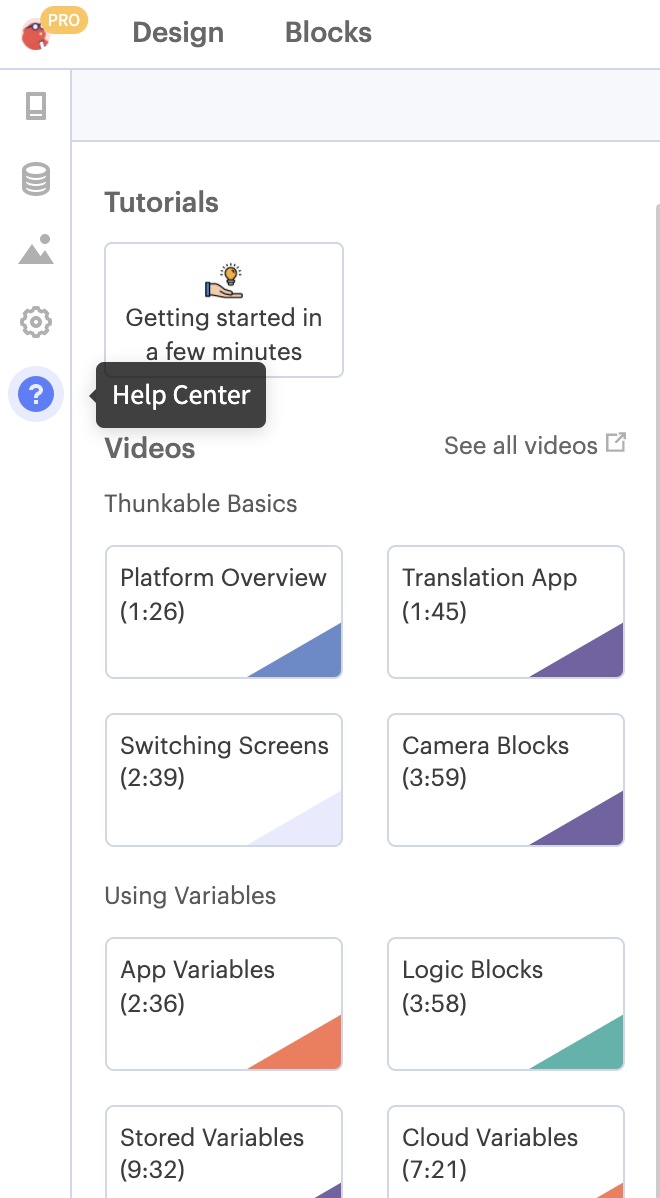 PRO
Design
Blocks
Tutorials
Getting started in
a few minutes
?
Help Center
Videos
See all videos
Thunkable Basics
Platform Overview
(1:26)
Translation App
(1:45)
Switching Screens
(2:39)
Camera Blocks
(3:59)
Using Variables
App Variables
(2:36)
Logic Blocks
(3:58)
Stored Variables
(9:32)
Cloud Variables
(7:21)